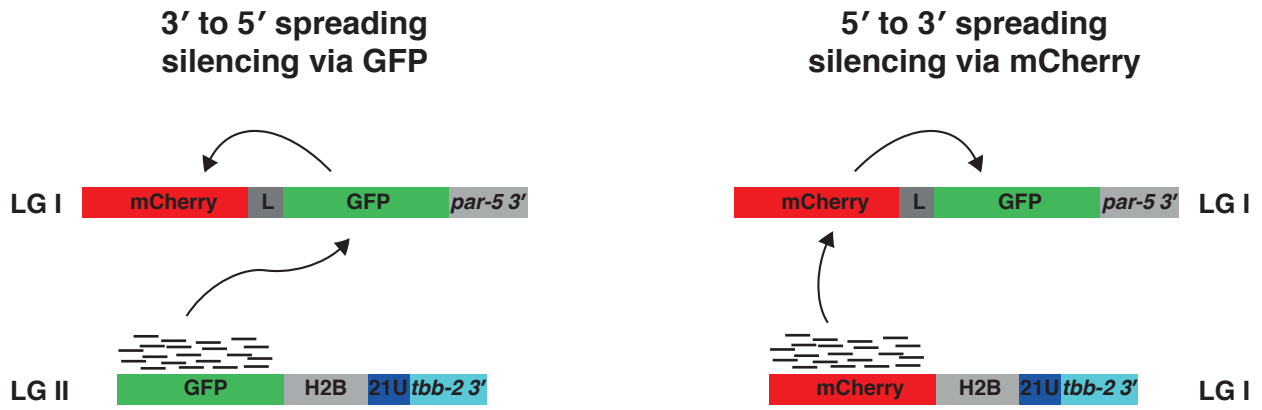 3′ to 5′ spreading
silencing via GFP
5′ to 3′ spreading
silencing via mCherry
LG I mCherry L GFP par-5 3′
mCherry L GFP par-5 3′ LG I
LG II GFP H2B 21U tbb-2 3′
mCherry H2B 21U tbb-2 3′ LG I